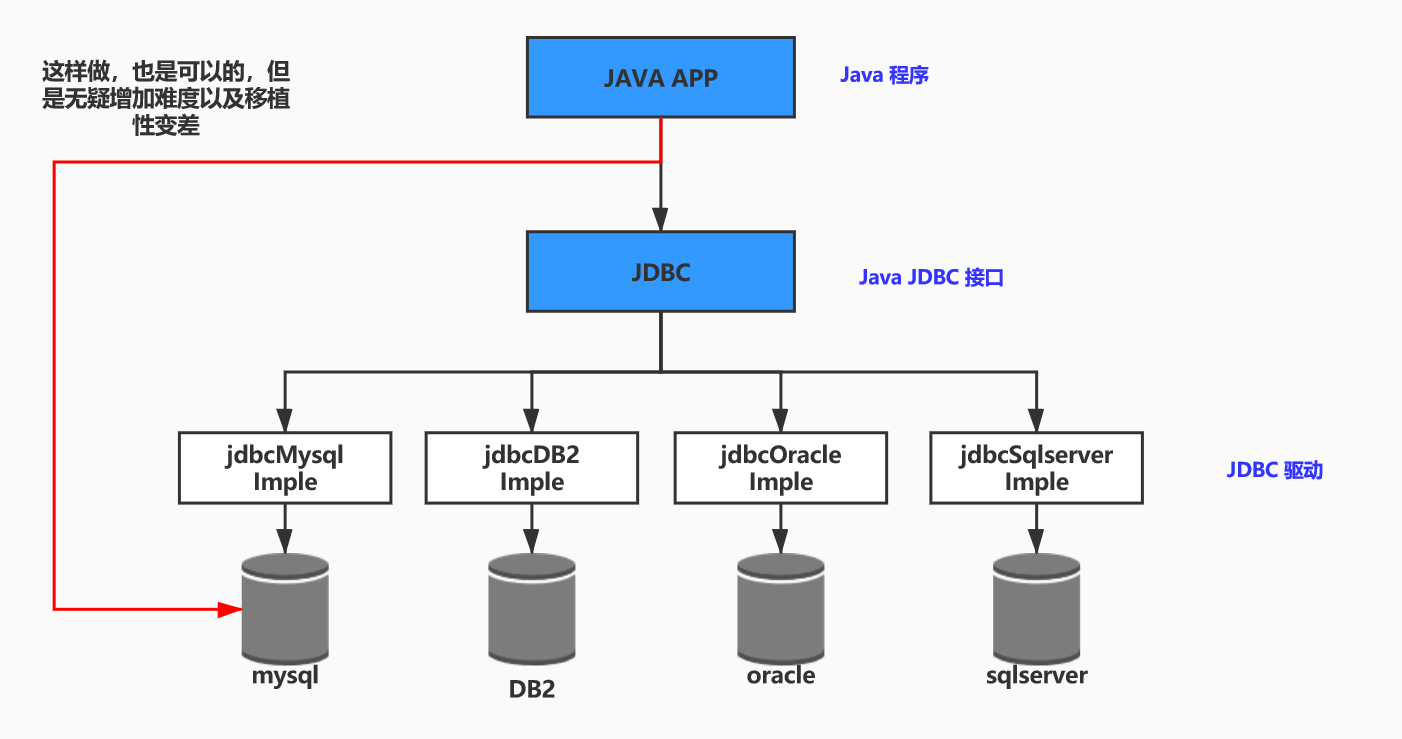 这样做，也是可以的，但
是无疑增加难度以及移植
性变差
JAVA APP
Java 程序
JDBC
Java JDBC 接口
jdbcMysql
Imple
jdbcDB2
Imple
jdbcOracle
Imple
jdbcSqlserver
Imple
JDBC 驱动
mysql
DB2
oracle
sqlserver